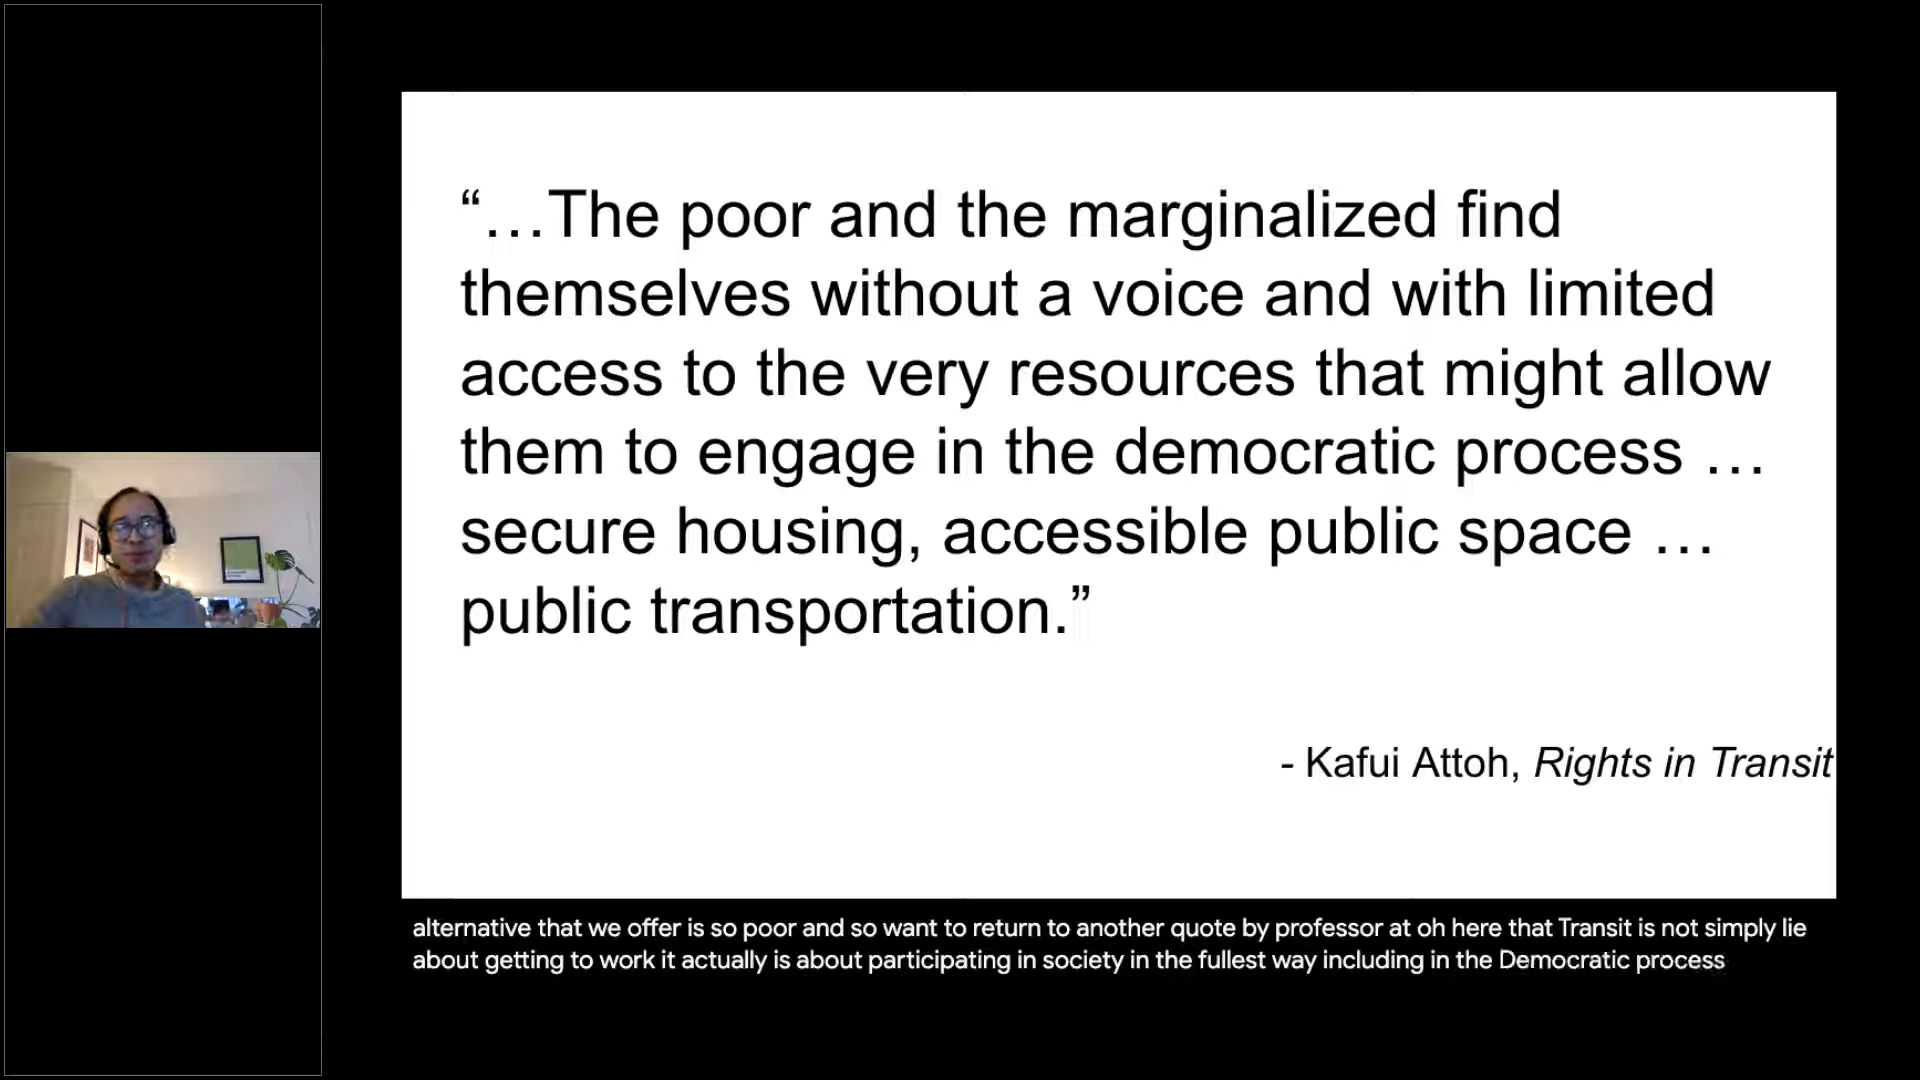 “…The poor and the marginalized find
themselves without a voice and with limited
access to the very resources that might allow
them to engage in the democratic process …
secure housing, accessible public space …
public transportation.”
- Kafui Attoh, Rights in Transit
alternative that we offer is so poor and so want to return to another quote by professor at oh here that Transit is not simply lie
about getting to work it actually is about participating in society in the fullest way including in the Democratic process